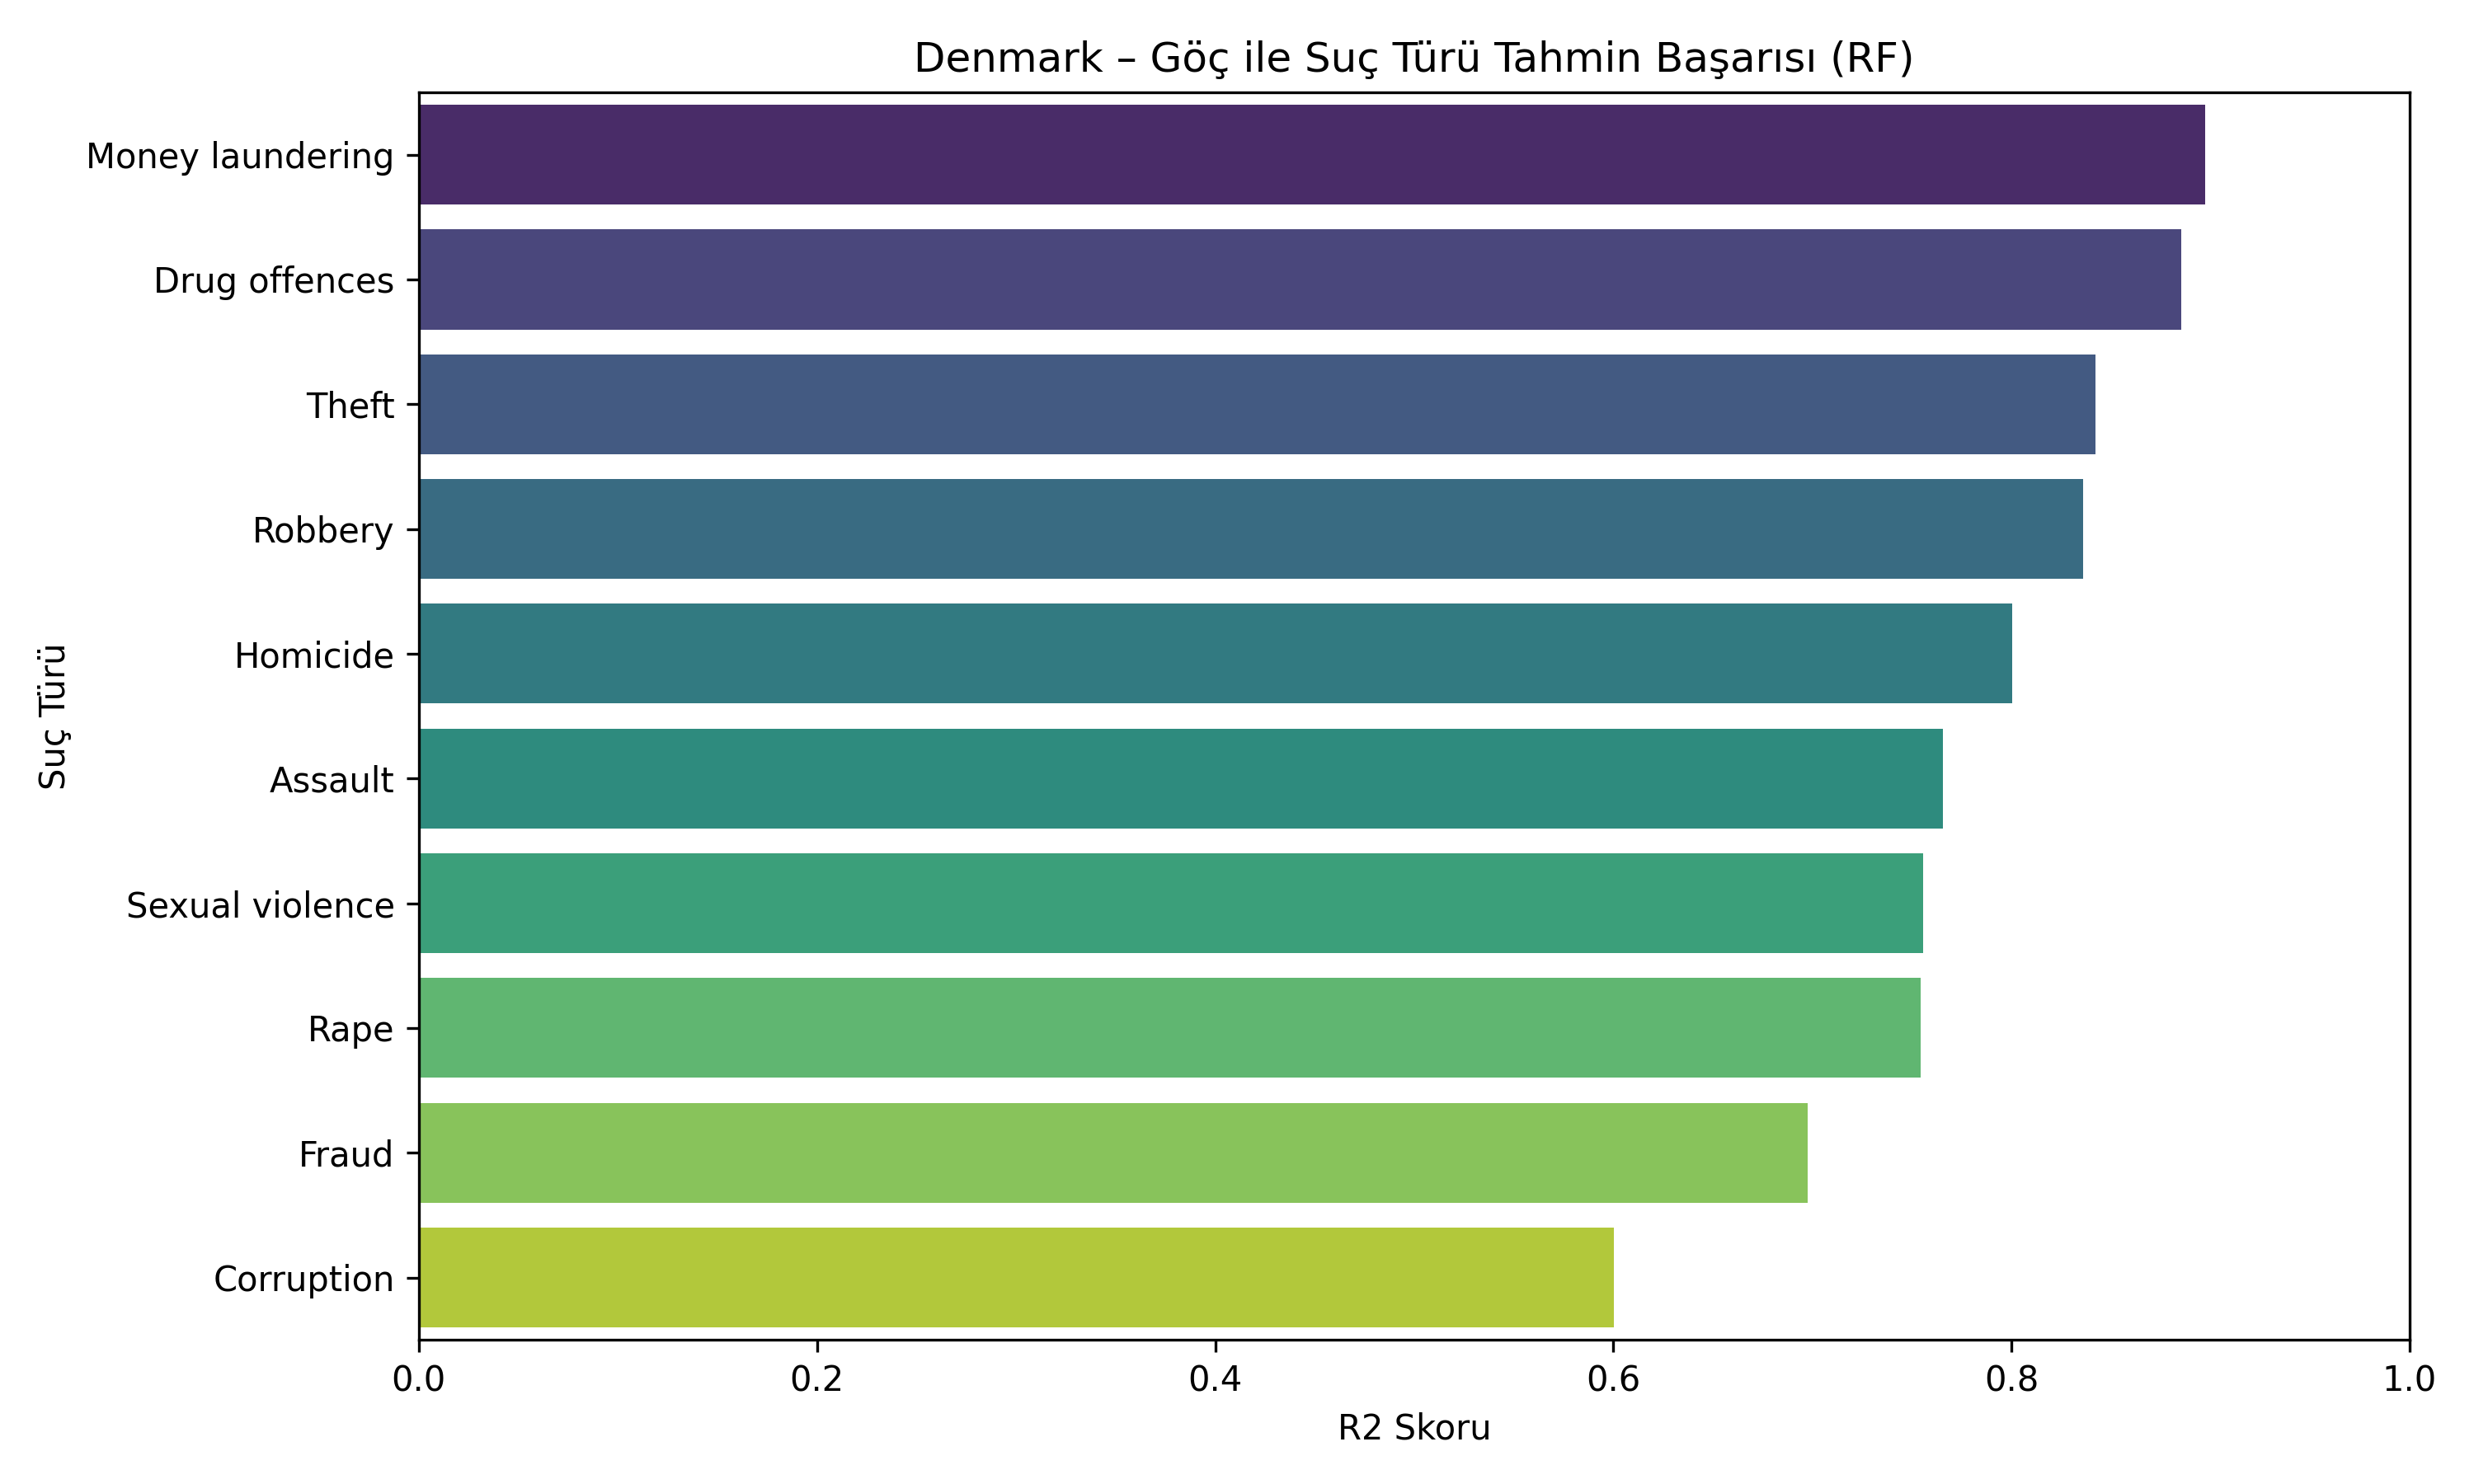 Denmark – Göç ile Suç Türü Tahmin Başarısı (RF)
Suç Türü
Money laundering
Drug offences
Theft
Robbery
Homicide
Assault
Sexual violence
Rape
Fraud
Corruption
0.0 0.2 0.4 0.6 0.8 1.0
R2 Skoru